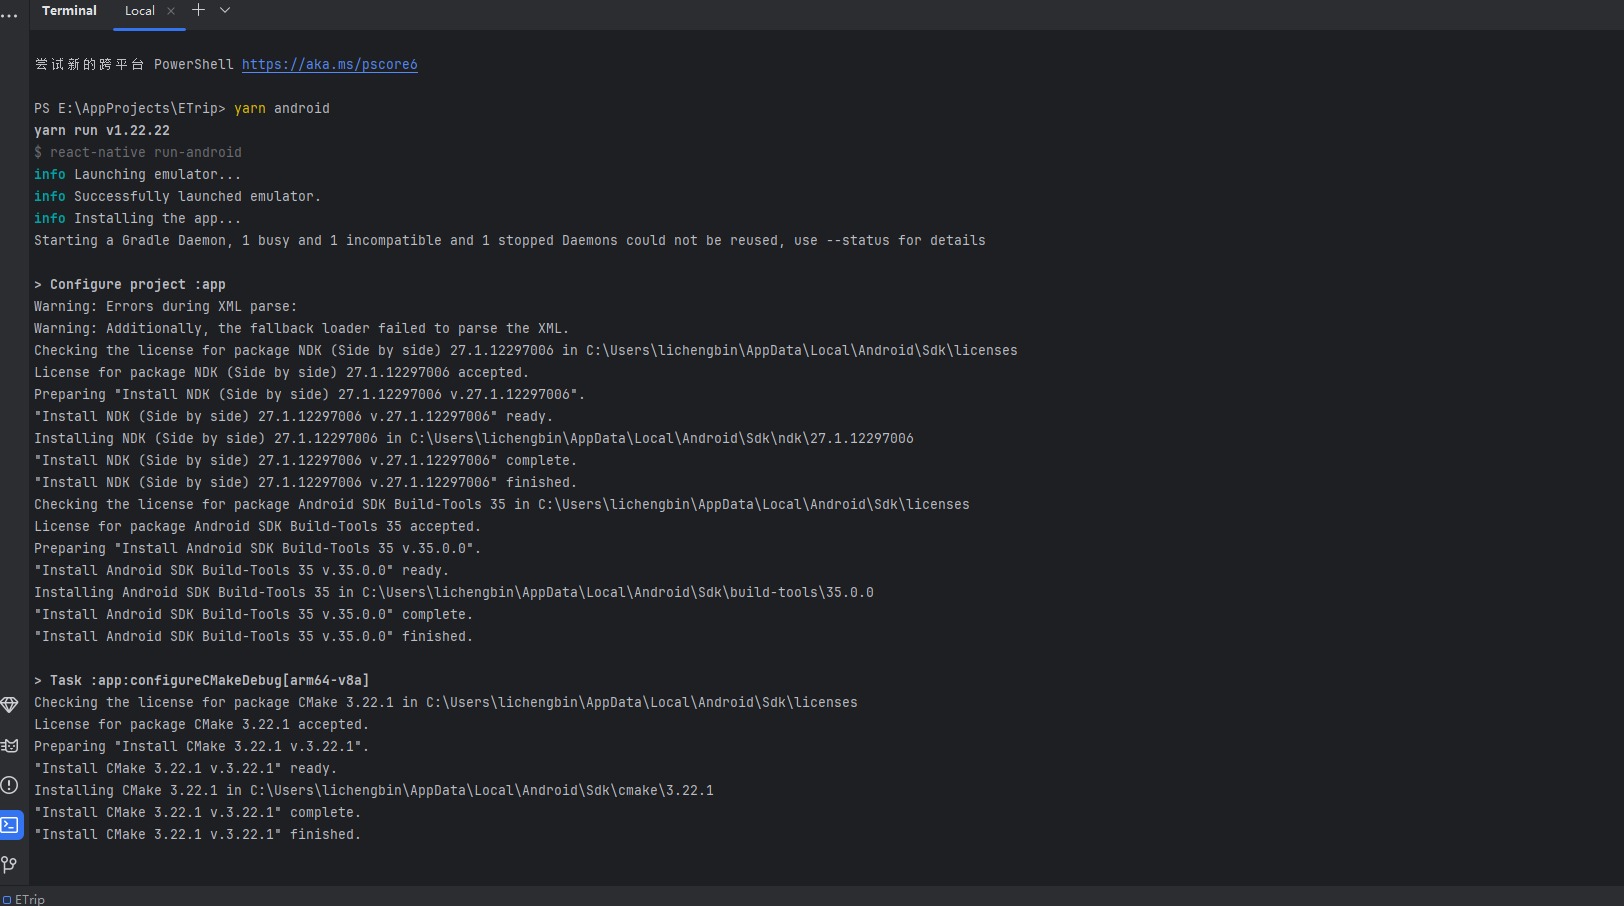 Terminal
Local
尝试新的跨平台 PowerShell https://aka.ms/pscore6
PS E:\AppProjects\ETrip> yarn android
yarn run v1.22.22
$ react-native run-android
info Launching emulator...
info Successfully launched emulator.
info Installing the app...
Starting a Gradle Daemon, 1 busy and 1 incompatible and 1 stopped Daemons could not be reused, use --status for details
> Configure project :app
Warning: Errors during XML parse:
Warning: Additionally, the fallback loader failed to parse the XML.
Checking the license for package NDK (Side by side) 27.1.12297006 in C:\Users\lichengbin\AppData\Local\Android\Sdk\licenses
License for package NDK (Side by side) 27.1.12297006 accepted.
Preparing "Install NDK (Side by side) 27.1.12297006 v.27.1.12297006".
"Install NDK (Side by side) 27.1.12297006 v.27.1.12297006" ready.
Installing NDK (Side by side) 27.1.12297006 in C:\Users\lichengbin\AppData\Local\Android\Sdk\ndk\27.1.12297006
"Install NDK (Side by side) 27.1.12297006 v.27.1.12297006" complete.
"Install NDK (Side by side) 27.1.12297006 v.27.1.12297006" finished.
Checking the license for package Android SDK Build-Tools 35 in C:\Users\lichengbin\AppData\Local\Android\Sdk\licenses
License for package Android SDK Build-Tools 35 accepted.
Preparing "Install Android SDK Build-Tools 35 v.35.0.0".
"Install Android SDK Build-Tools 35 v.35.0.0" ready.
Installing Android SDK Build-Tools 35 in C:\Users\lichengbin\AppData\Local\Android\Sdk\build-tools\35.0.0
"Install Android SDK Build-Tools 35 v.35.0.0" complete.
"Install Android SDK Build-Tools 35 v.35.0.0" finished.
> Task :app:configureCMakeDebug[arm64-v8a]
Checking the license for package CMake 3.22.1 in C:\Users\lichengbin\AppData\Local\Android\Sdk\licenses
License for package CMake 3.22.1 accepted.
Preparing "Install CMake 3.22.1 v.3.22.1".
"Install CMake 3.22.1 v.3.22.1" ready.
Installing CMake 3.22.1 in C:\Users\lichengbin\AppData\Local\Android\Sdk\cmake\3.22.1
"Install CMake 3.22.1 v.3.22.1" complete.
"Install CMake 3.22.1 v.3.22.1" finished.
ETrip